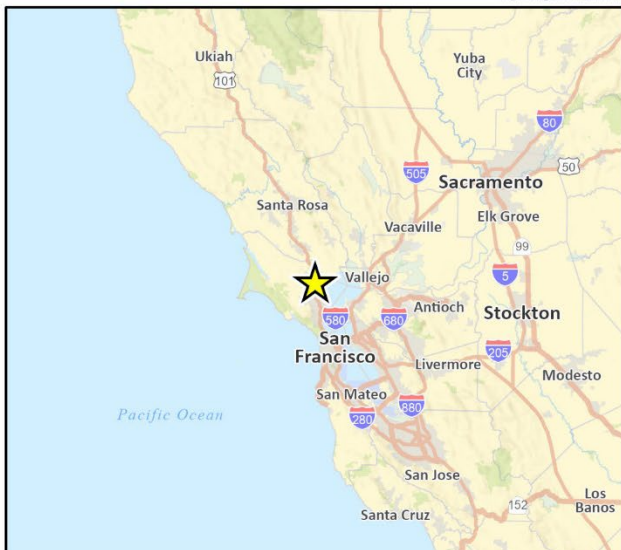 Ukiah
101
Yuba
City
80
505
50
Sacramento
Santa Rosa
Elk Grove
Vacaville
99
5
Vallejo
Antioch
580
680
Stockton
San
Francisco
205
Livermore
Modesto
San Mateo
880
280
Pacific Ocean
San Jose
152
Los
Banos
Santa Cruz